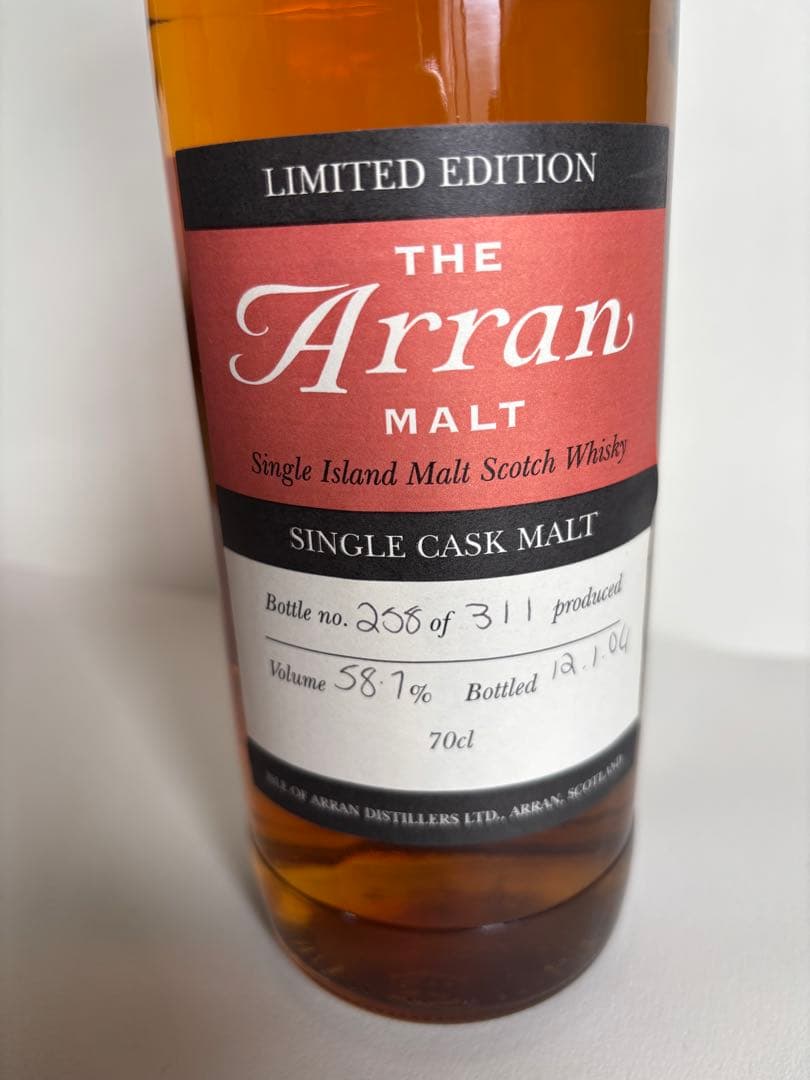 LIMITED EDITION
THE
Arran
MALT
Single Island Malt Scotch Whisky
SINGLE CASK MALT
Bottle no. 258 of 311 produced
Volume 58.7% Bottled 12.1.04
70cl
ISLE OF ARRAN DISTILLERS LTD., ARRAN, SCOTLAND.